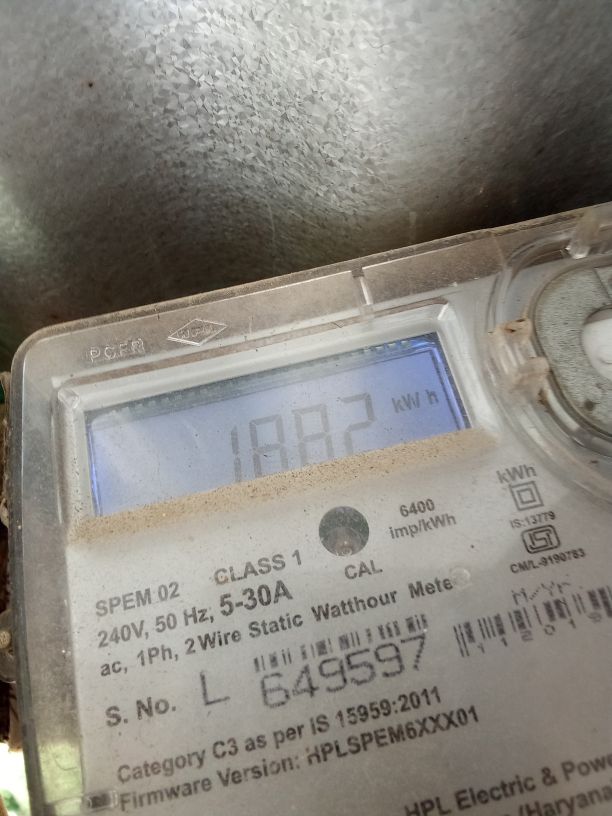 PCFR
1882 kWh
6400
imp/kWh
CAL
kWh
IS:13779
CM/L-9190783
SPEM 02 CLASS 1
240V, 50 Hz, 5-30A
ac, 1Ph, 2 Wire Static Watthour Mete
S. No. L 649597
Category C3 as per IS 15959:2011
Firmware Version: HPLSPEM6XXX01
HPL Electric & Powe
(Haryana